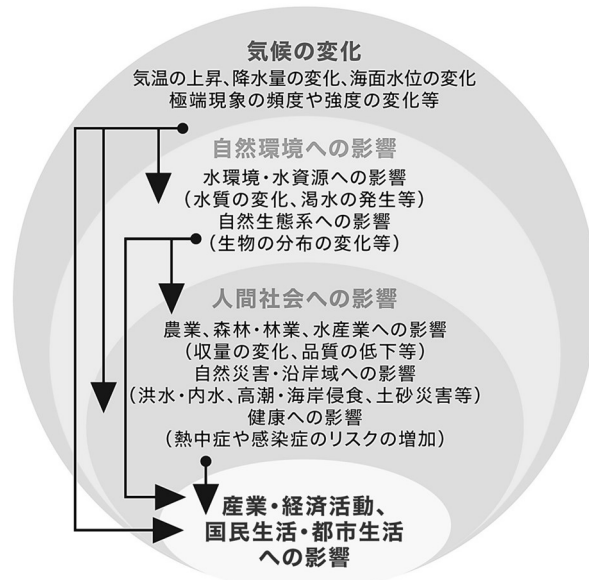 気候の変化
気温の上昇、降水量の変化、海面水位の変化
極端現象の頻度や強度の変化等
自然環境への影響
水環境・水資源への影響
（水質の変化、渇水の発生等）
自然生態系への影響
（生物の分布の変化等）
人間社会への影響
農業、森林・林業、水産業への影響
（収量の変化、品質の低下等）
自然災害・沿岸域への影響
（洪水・内水、高潮・海岸侵食、土砂災害等）
健康への影響
（熱中症や感染症のリスクの増加）
産業・経済活動、
国民生活・都市生活
への影響